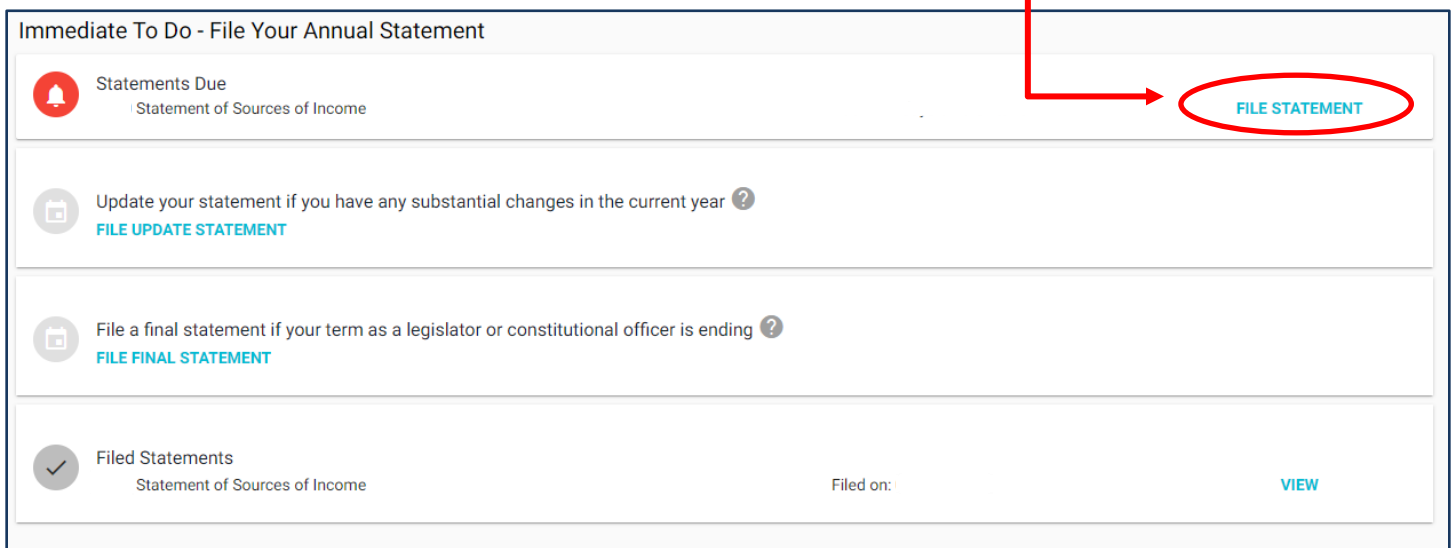 Immediate To Do - File Your Annual Statement
Statements Due
Statement of Sources of Income
FILE STATEMENT
Update your statement if you have any substantial changes in the current year ?
FILE UPDATE STATEMENT
File a final statement if your term as a legislator or constitutional officer is ending ?
FILE FINAL STATEMENT
Filed Statements
Statement of Sources of Income Filed on: VIEW